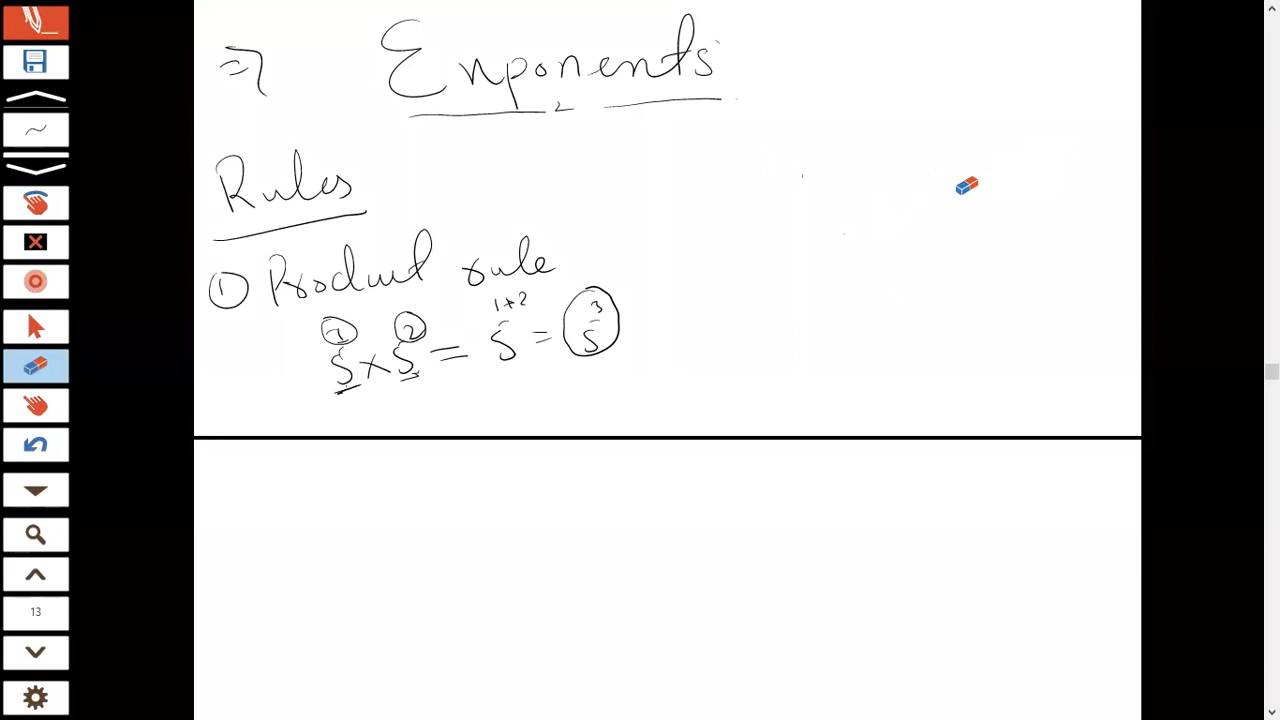 ⇒ Exponents
Rules
① Product rule
5¹ × 5² = 5¹⁺² = 5³
13